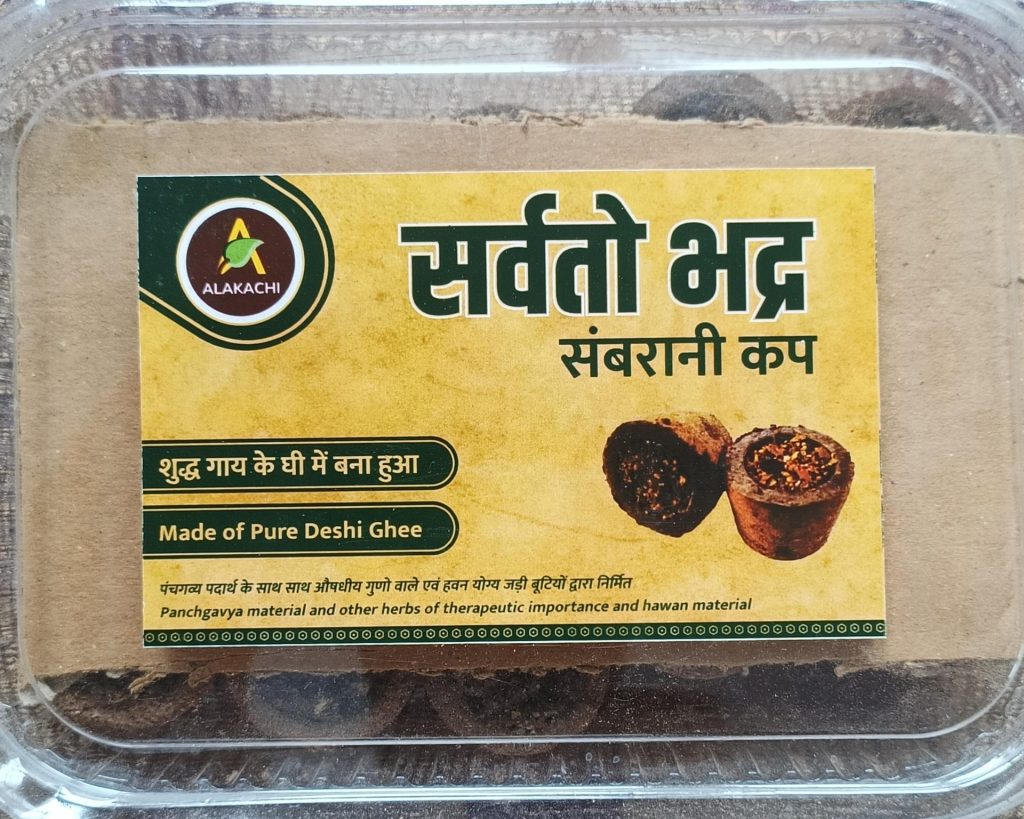 ALAKACHI
सर्वतो भद्र
संबरानी कप
शुद्ध गाय के घी में बना हुआ
Made of Pure Deshi Ghee
पंचगव्य पदार्थ के साथ साथ औषधीय गुणो वाले एवं हवन योग्य जड़ी बूटियों द्वारा निर्मित
Panchgavya material and other herbs of therapeutic importance and hawan material